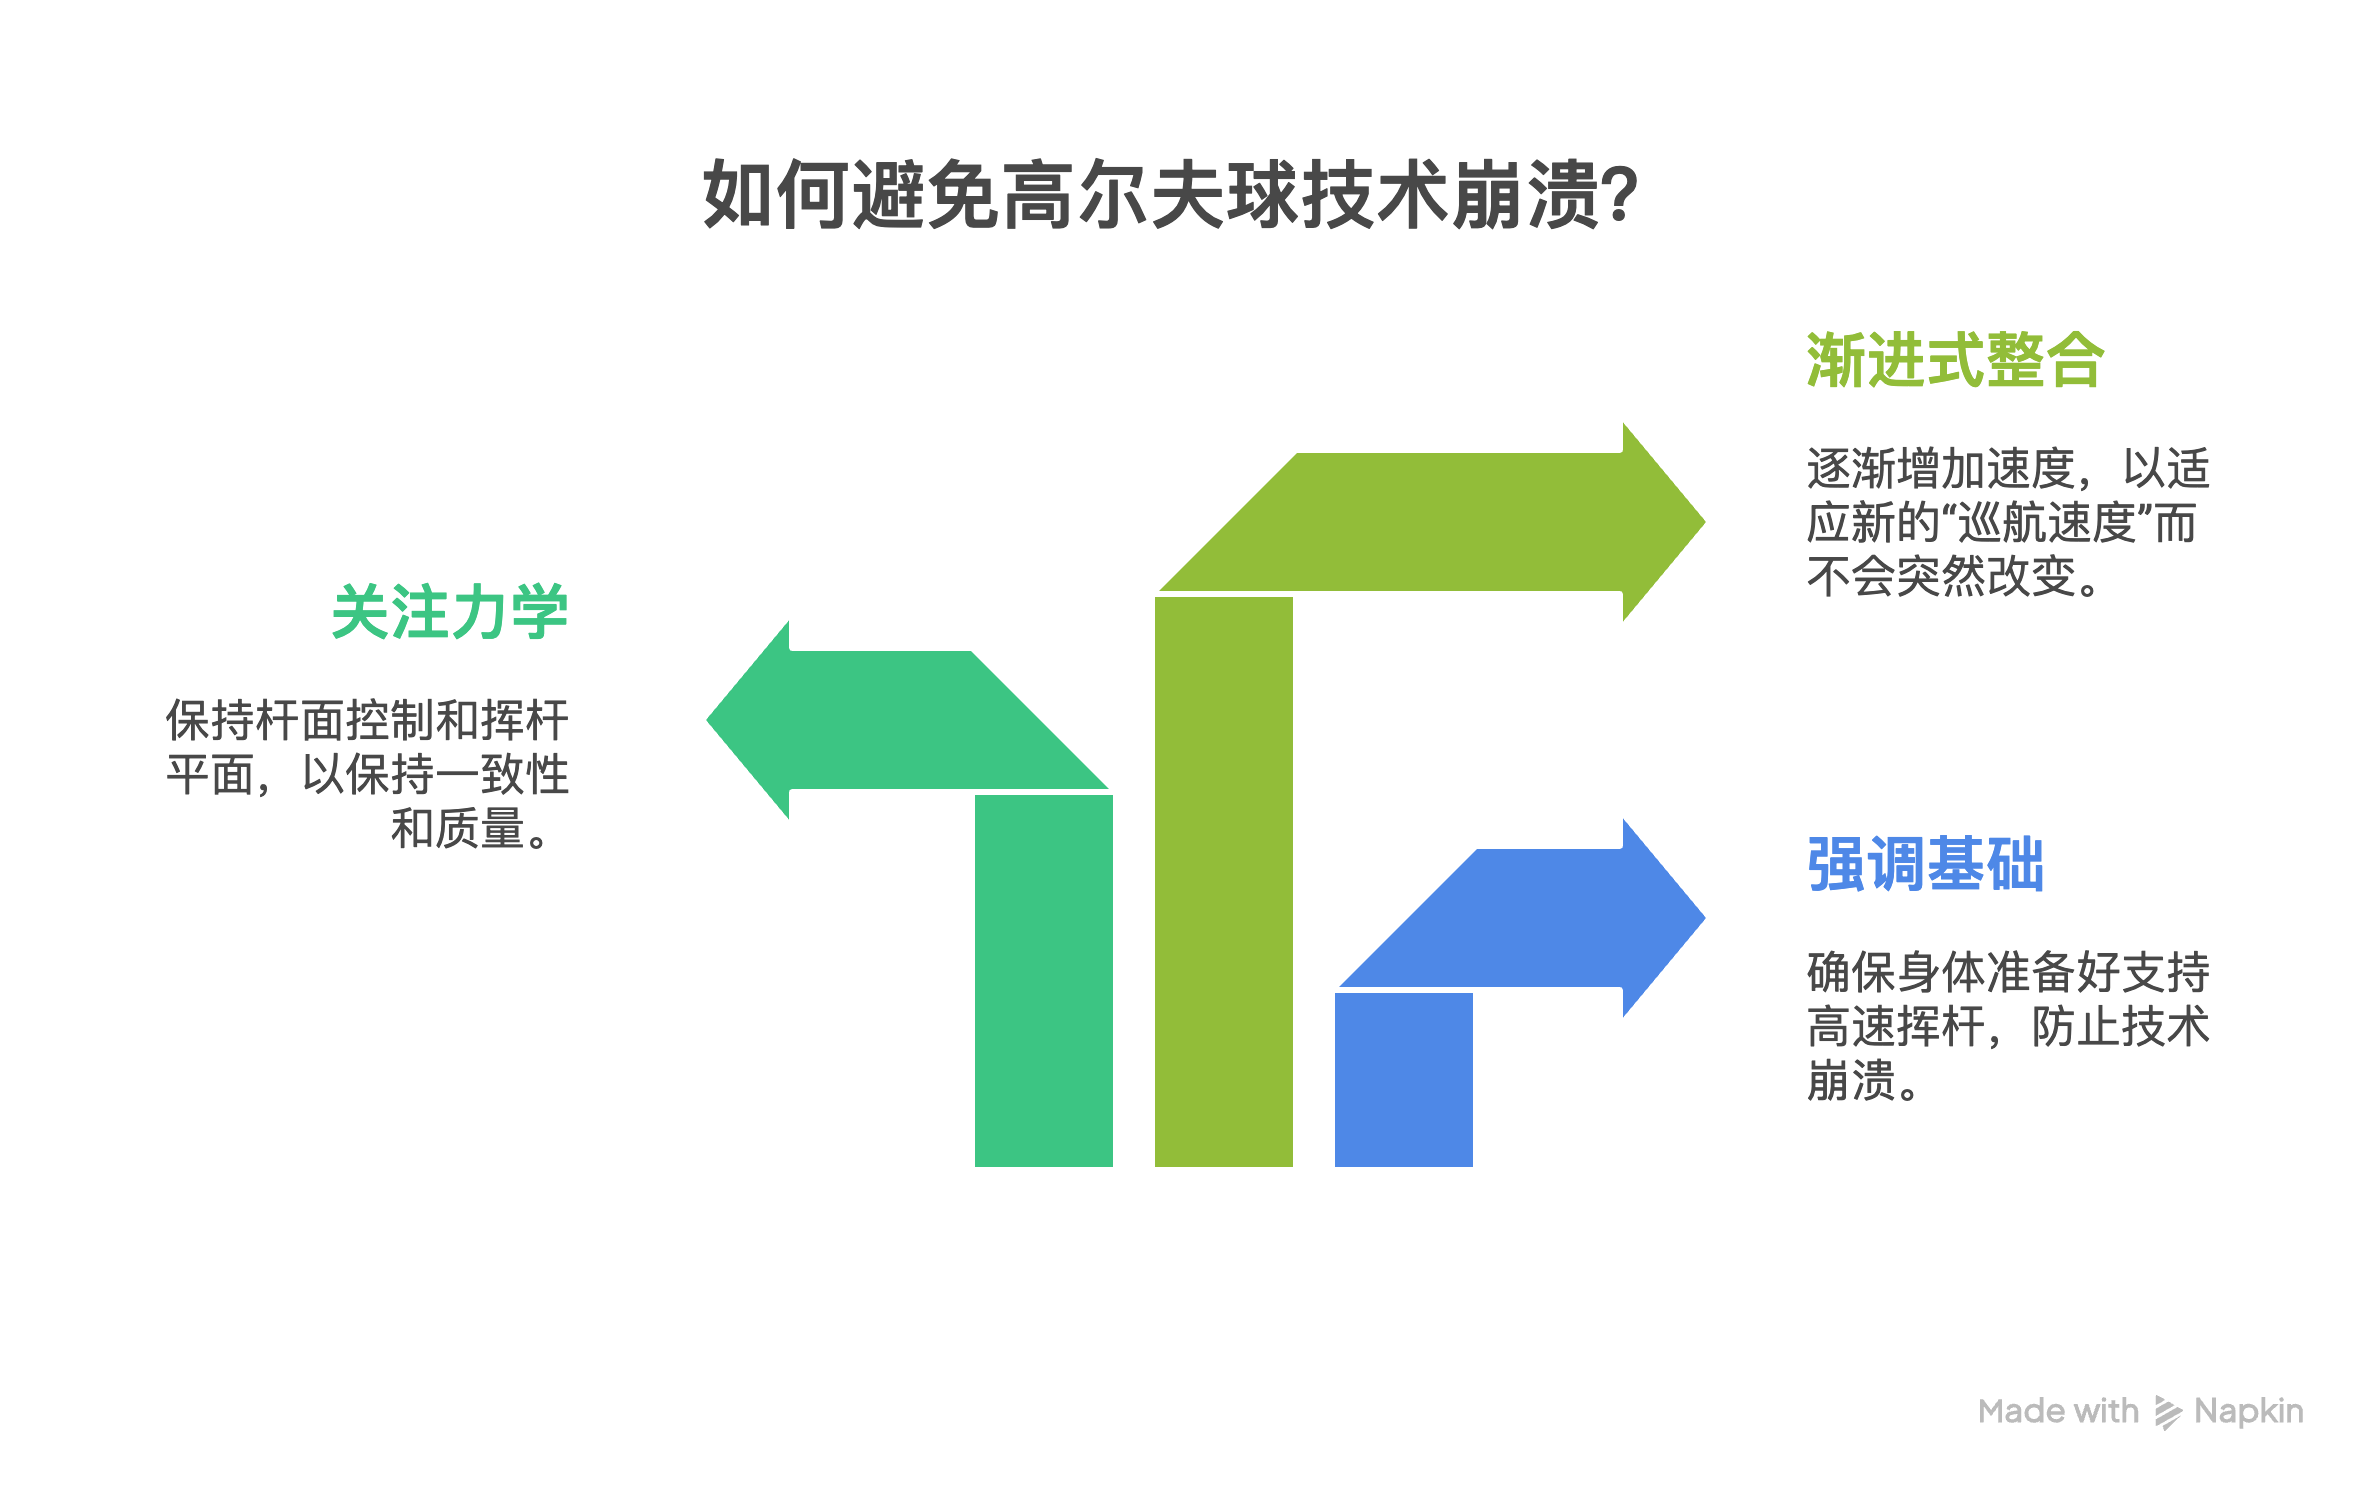 如何避免高尔夫球技术崩溃?
渐进式整合
逐渐增加速度，以适
应新的“巡航速度”而
不会突然改变。
关注力学
保持杆面控制和挥杆
平面，以保持一致性
和质量。
强调基础
确保身体准备好支持
高速挥杆，防止技术
崩溃。
Made with Napkin